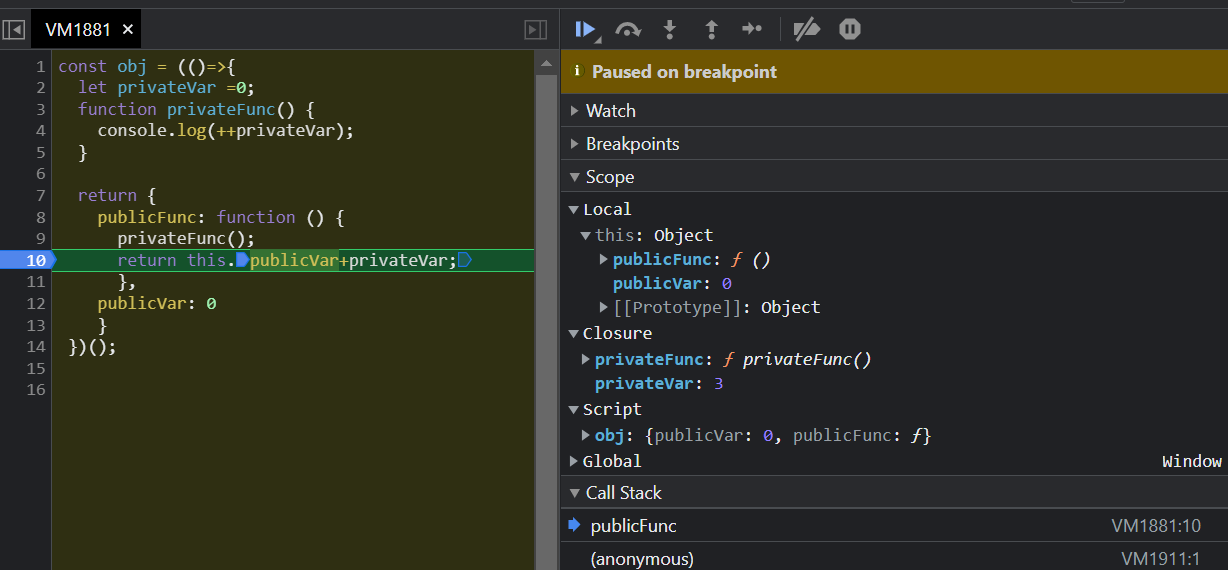 VM1881 ×
1 const obj = (()=>{
2 let privateVar =0;
3 function privateFunc() {
4 console.log(++privateVar);
5 }
6
7 return {
8 publicFunc: function () {
9 privateFunc();
10 return this.publicVar+privateVar;
11 },
12 publicVar: 0
13 }
14 })();
15
16
Paused on breakpoint
Watch
Breakpoints
Scope
Local
this: Object
publicFunc: ƒ ()
publicVar: 0
[[Prototype]]: Object
Closure
privateFunc: ƒ privateFunc()
privateVar: 3
Script
obj: {publicVar: 0, publicFunc: ƒ}
Global Window
Call Stack
publicFunc VM1881:10
(anonymous) VM1911:1